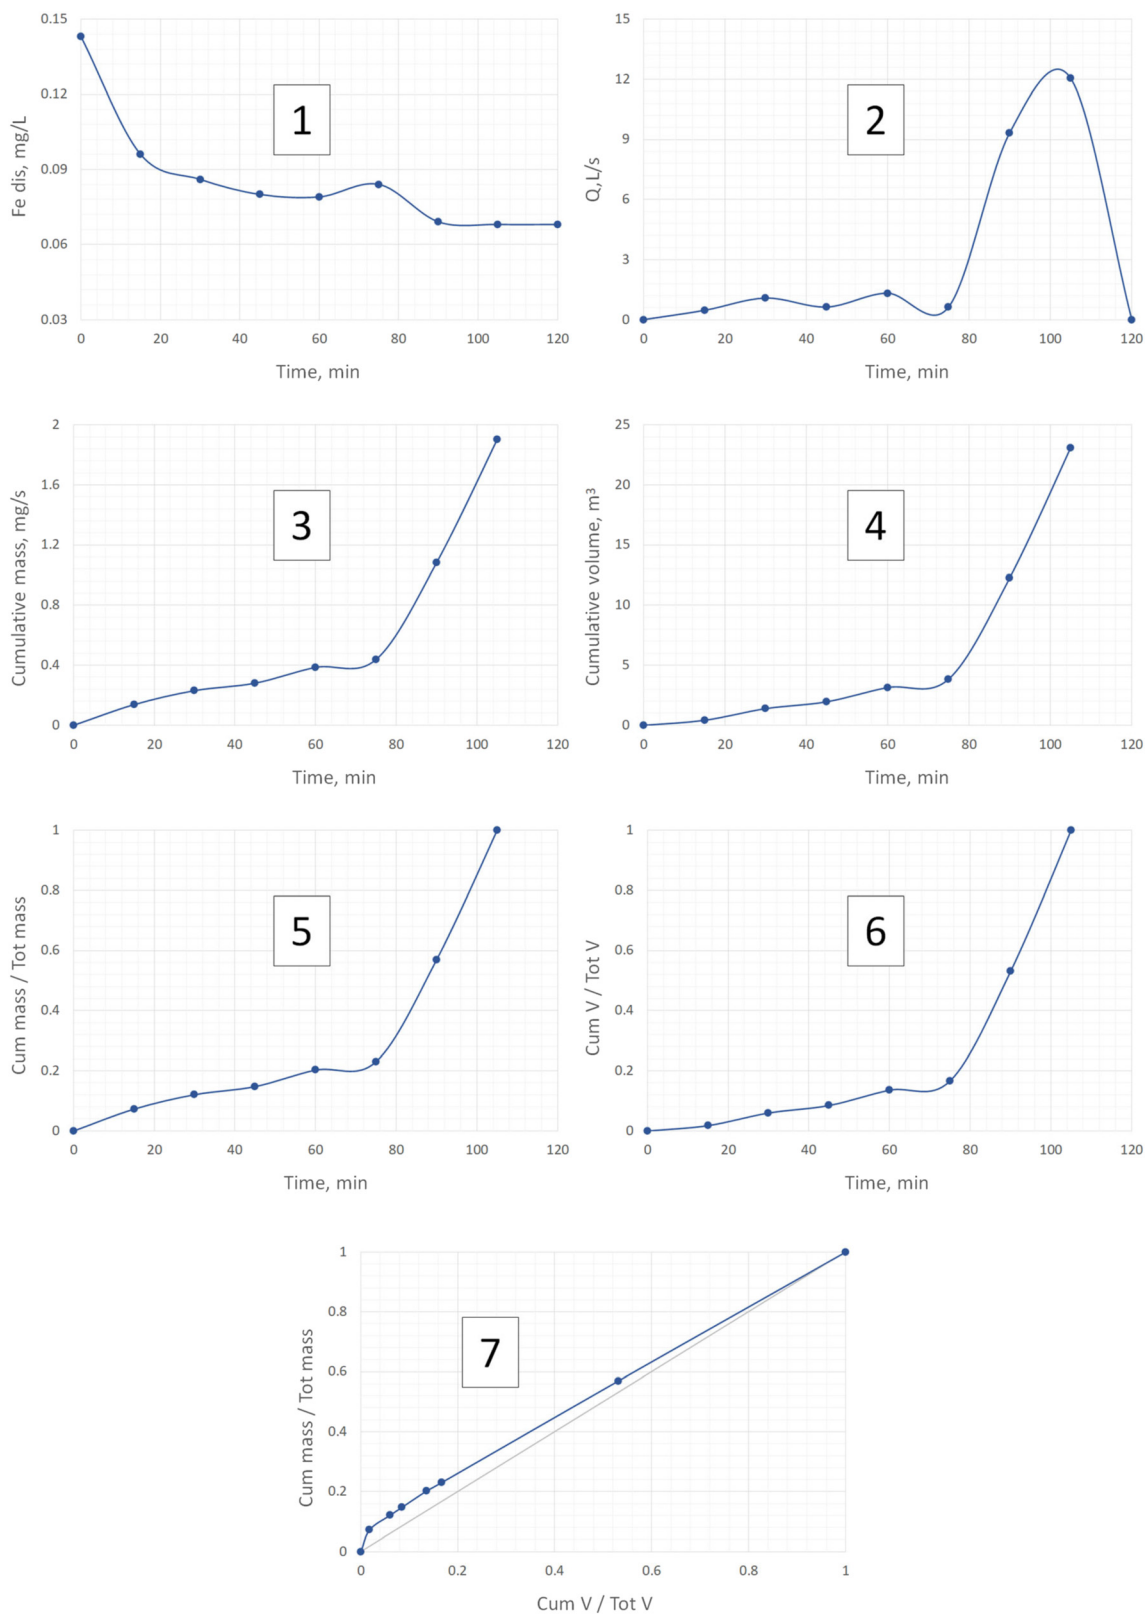 0.15
0.12
0.09
0.06
0.03
Fe dis, mg/L
1
0 20 40 60 80 100 120
Time, min
15
12
9
6
3
0
Q,L/s
2
0 20 40 60 80 100 120
Time, min
2
1.6
1.2
0.8
0.4
0
Cumulative mass, mg/s
3
0 20 40 60 80 100 120
Time, min
25
20
15
10
5
0
Cumulative volume, m³
4
0 20 40 60 80 100 120
Time, min
1
0.8
0.6
0.4
0.2
0
Cum mass / Tot mass
5
0 20 40 60 80 100 120
Time, min
1
0.8
0.6
0.4
0.2
0
Cum V / Tot V
6
0 20 40 60 80 100 120
Time, min
1
0.8
0.6
0.4
0.2
0
Cum mass / Tot mass
7
0 0.2 0.4 0.6 0.8 1
Cum V / Tot V